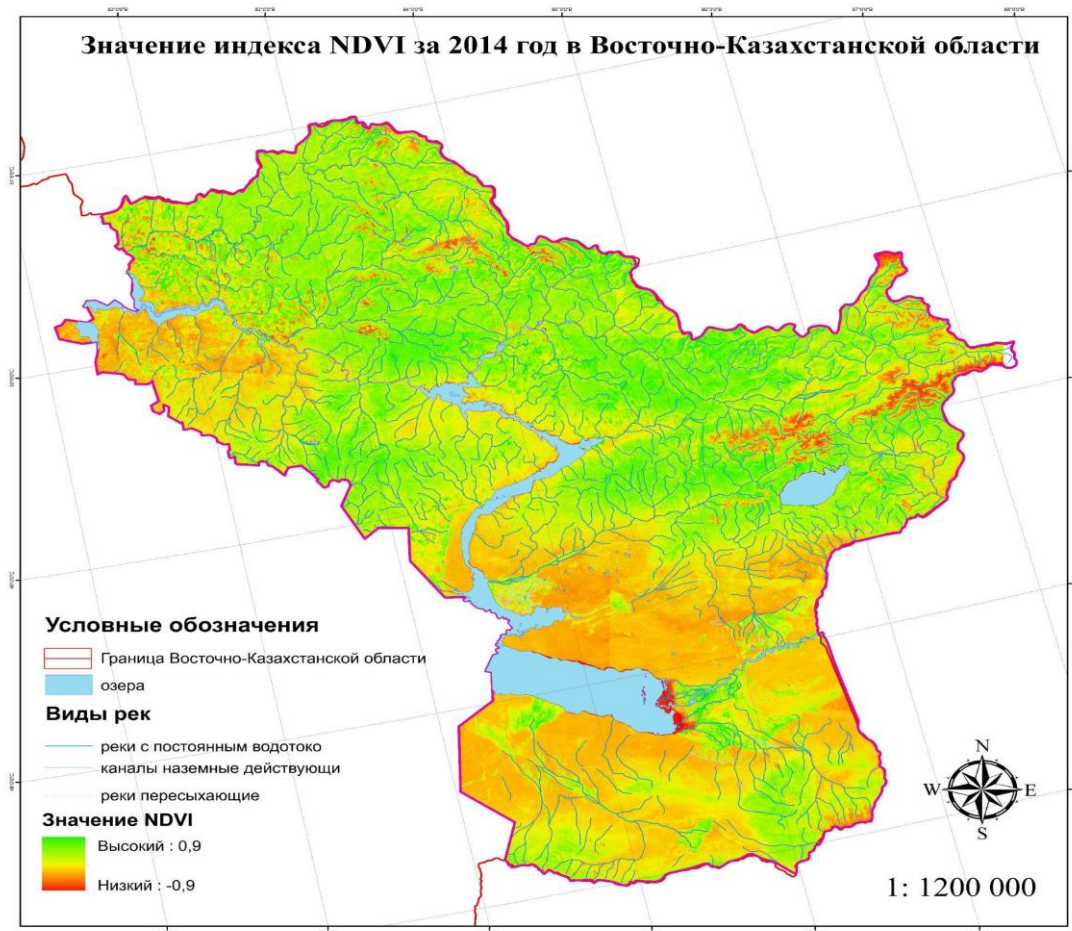 Значение индекса NDVI за 2014 год в Восточно-Казахстанской области
Условные обозначения
Граница Восточно-Казахстанской области
озера
Виды рек
реки с постоянным водотоко
каналы наземные действующи
реки пересыхающие
Значение NDVI
Высокий : 0,9
Низкий : -0,9
N
W
E
S
1: 1200 000